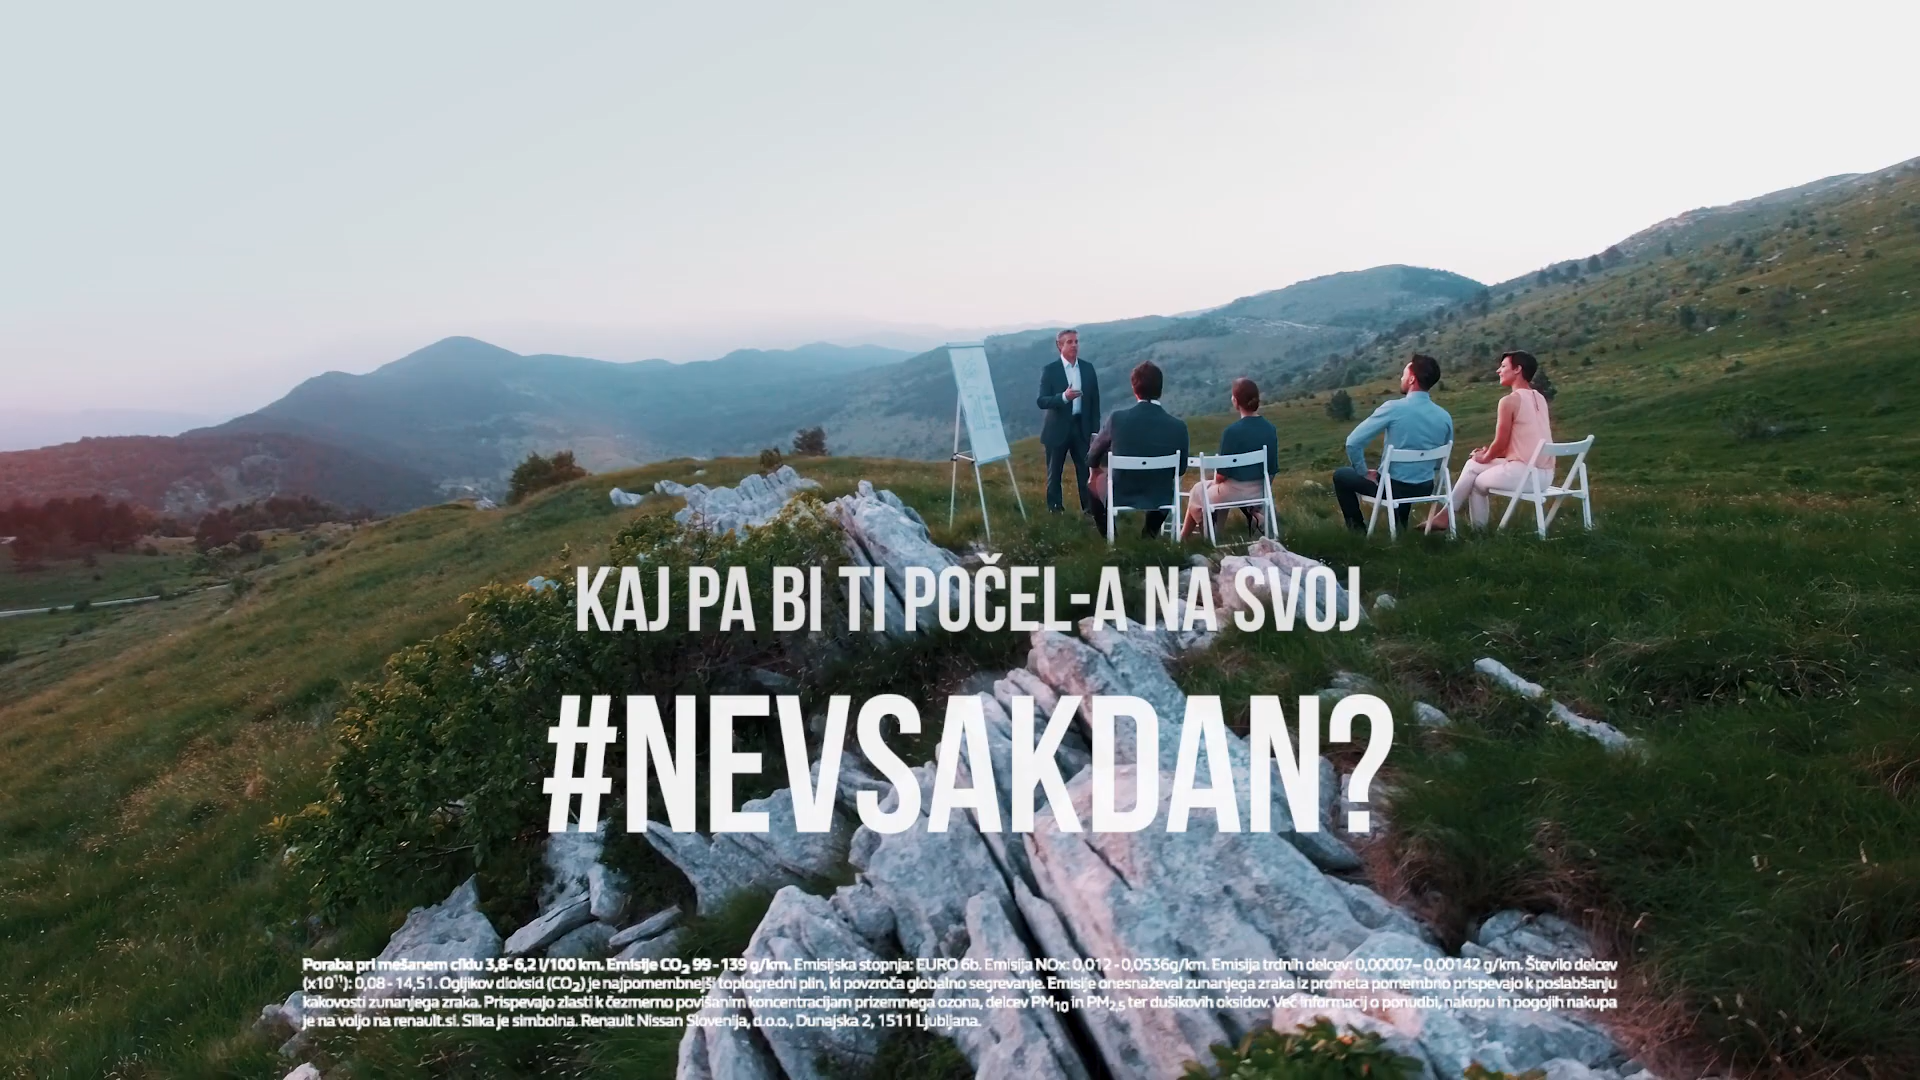 KAJ PA BI TI POČEL-A NA SVOJ
#NEVSAKDAN?
Poraba pri mešanem ciklu 3,8- 6,2 l/100 km. Emisije CO₂ 99 - 139 g/km. Emisijska stopnja: EURO 6b. Emisija NOx: 0,012 - 0,0536g/km. Emisija trdnih delcev: 0,00007– 0,00142 g/km. Število delcev
(x10¹¹): 0,08 - 14,51. Ogljikov dioksid (CO₂) je najpomembnejši toplogredni plin, ki povzroča globalno segrevanje. Emisije onesnaževal zunanjega zraka iz prometa pomembno prispevajo k poslabšanju
kakovosti zunanjega zraka. Prispevajo zlasti k čezmerno povišanim koncentracijam prizemnega ozona, delcev PM₁₀ in PM₂,₅ ter dušikovih oksidov. Več informacij o ponudbi, nakupu in pogojih nakupa
je na voljo na renault.si. Slika je simbolna. Renault Nissan Slovenija, d.o.o., Dunajska 2, 1511 Ljubljana.